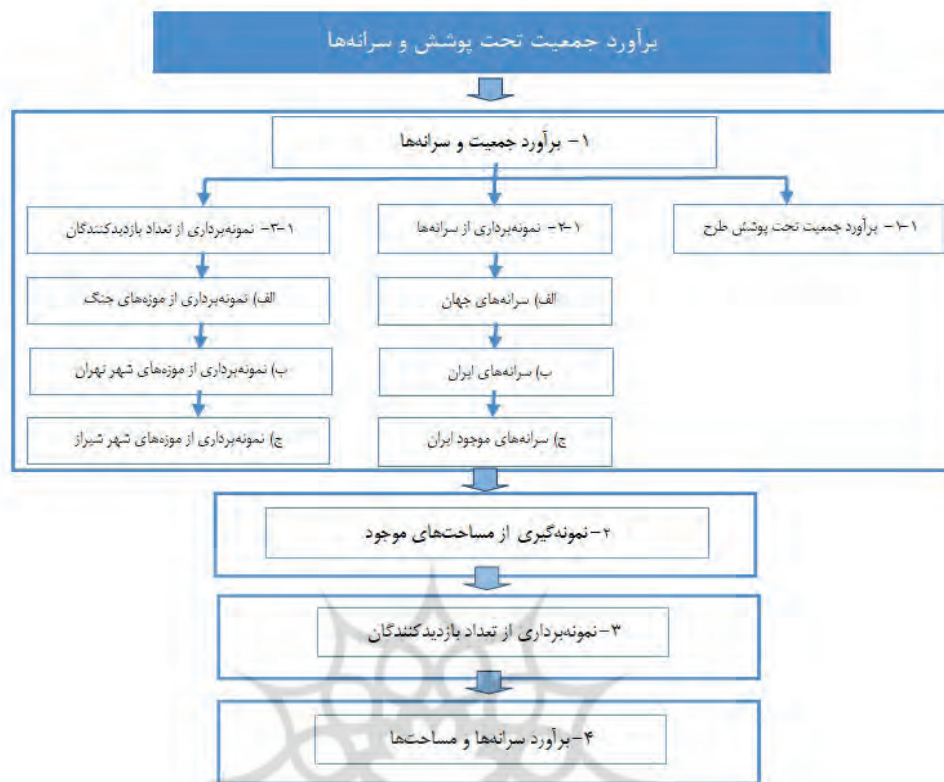 برآورد جمعیت تحت پوشش و سرانه‌ها
۱- برآورد جمعیت و سرانه‌ها
۱-۱- برآورد جمعیت تحت پوشش طرح
۲-۱- نمونه‌برداری از سرانه‌ها
الف) سرانه‌های جهان
ب) سرانه‌های ایران
ج) سرانه‌های موجود ایران
۳-۱- نمونه‌برداری از تعداد بازدیدکنندگان
الف) نمونه‌برداری از موزه‌های جنگ
ب) نمونه‌برداری از موزه‌های شهر تهران
ج) نمونه‌برداری از موزه‌های شهر شیراز
۲-نمونه‌گیری از مساحت‌های موجود
۳-نمونه‌برداری از تعداد بازدیدکنندگان
۴-برآورد سرانه‌ها و مساحت‌ها